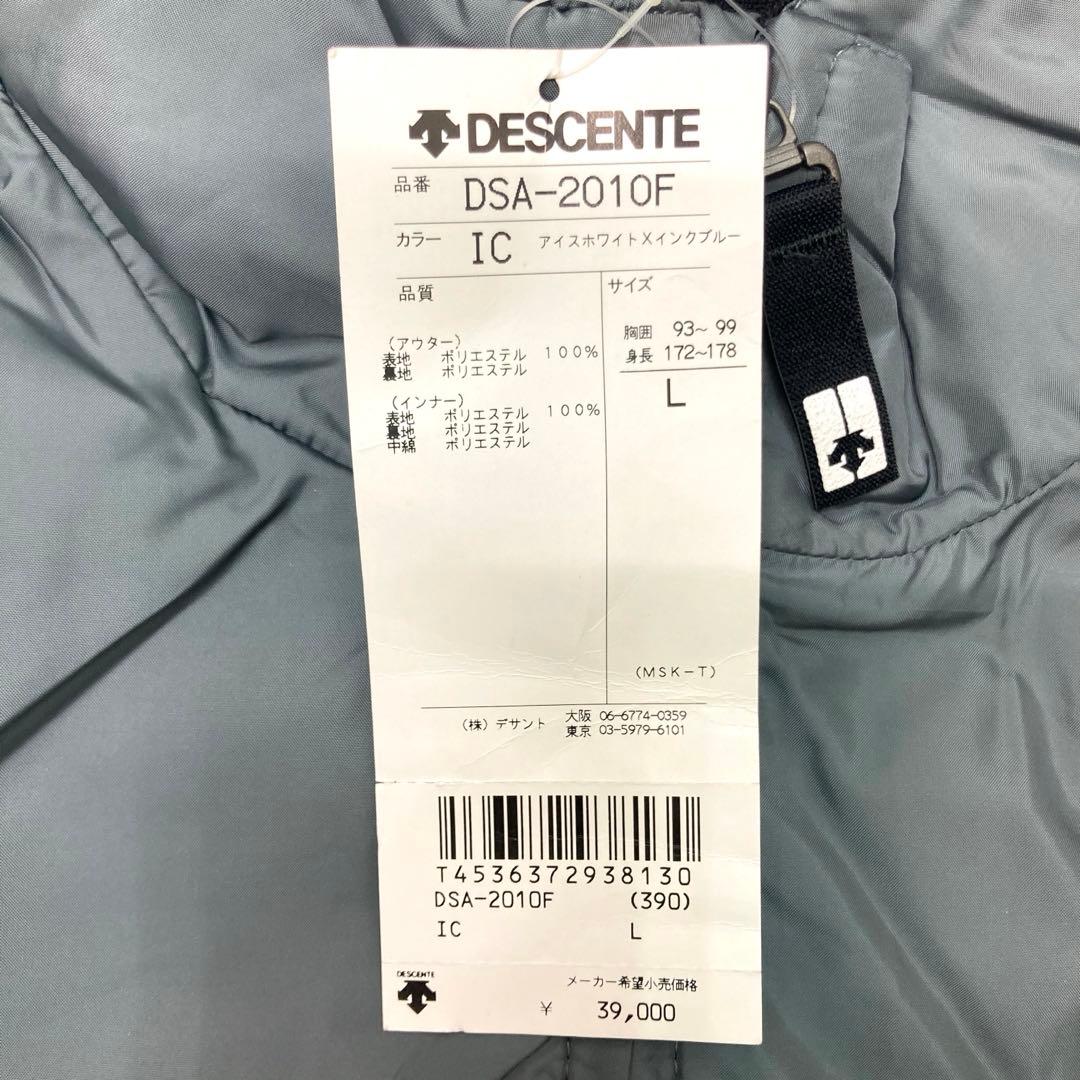 DESCENTE
品番 DSA-2010F
カラー IC アイスホワイト×インクブルー
品質
(アウター)
表地 ポリエステル 100%
裏地 ポリエステル
(インナー)
表地 ポリエステル 100%
裏地 ポリエステル
中綿 ポリエステル
サイズ
胸囲 93~ 99
身長 172~178
L
(MSK-T)
(株)デサント 大阪 06-6774-0359
東京 03-5979-6101
T4536372938130
DSA-2010F (390)
IC L
DESCENTE
メーカー希望小売価格
¥ 39,000